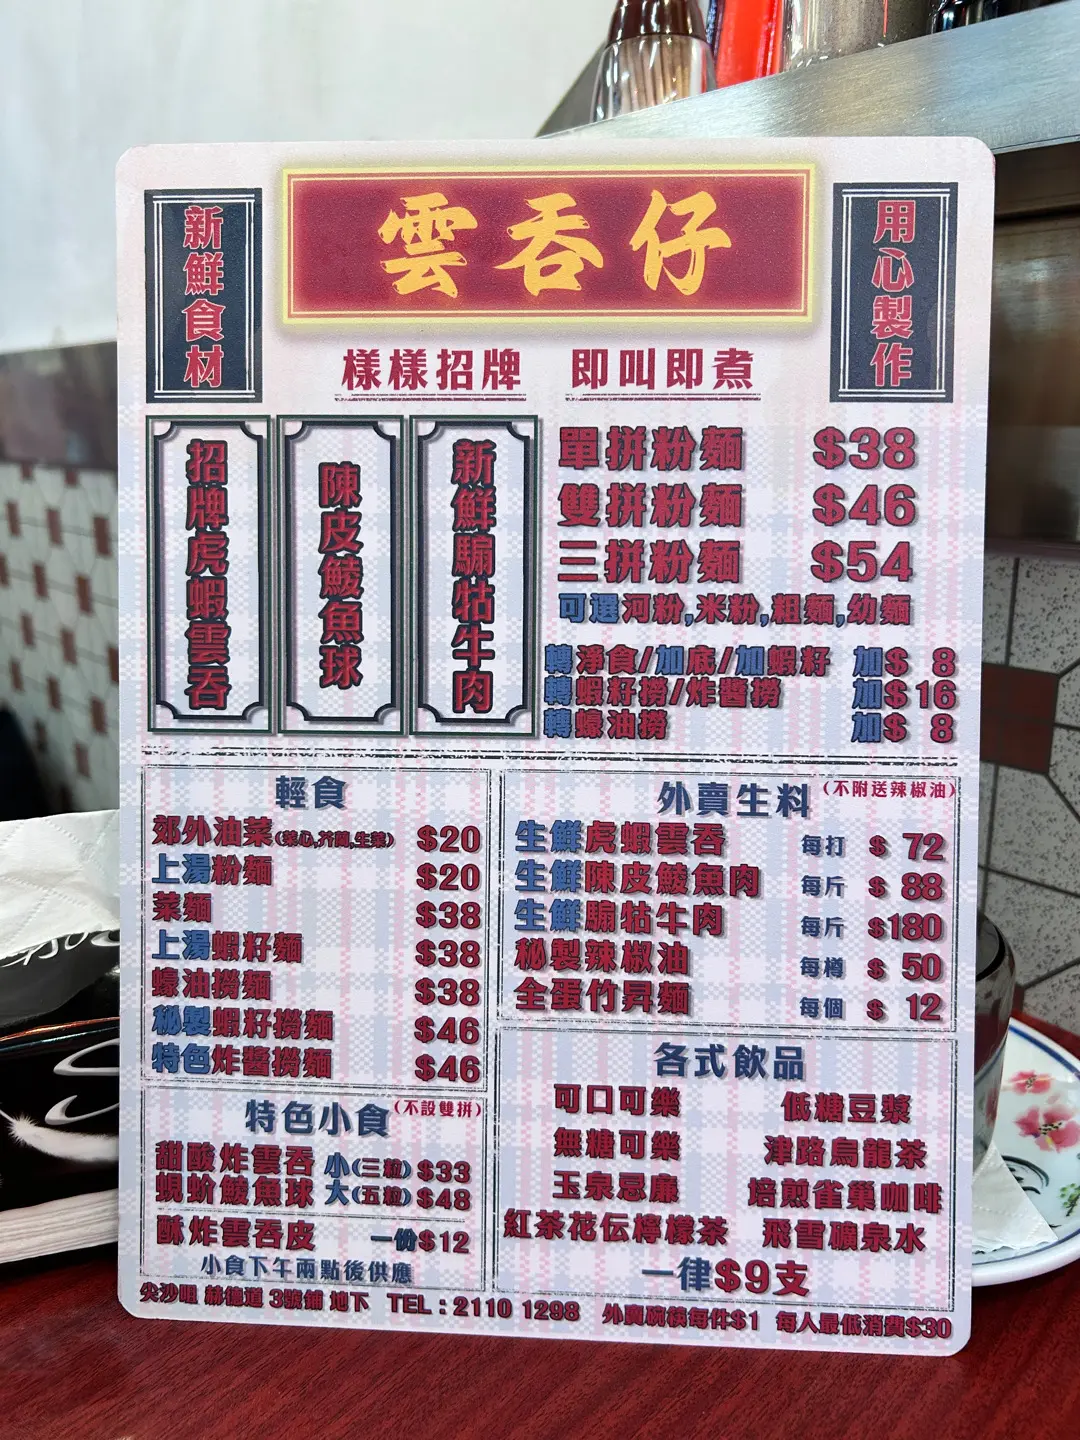 新鮮食材
雲吞仔
用心製作
樣樣招牌 即叫即煮
招牌虎蝦雲吞
陳皮鯪魚球
新鮮騸牯牛肉
單拼粉麵 $38
雙拼粉麵 $46
三拼粉麵 $54
可選河粉,米粉,粗麵,幼麵
轉淨食/加底/加蝦籽 加$ 8
轉蝦籽撈/炸醬撈 加$16
轉蠔油撈 加$ 8
輕食
郊外油菜(菜心,芥蘭,生菜) $20
上湯粉麵 $20
菜麵 $38
上湯蝦籽麵 $38
蠔油撈麵 $38
秘製蝦籽撈麵 $46
特色炸醬撈麵 $46
特色小食(不設雙拼)
甜酸炸雲吞 小(三粒) $33
蜆蚧鯪魚球 大(五粒) $48
酥炸雲吞皮 一份$12
小食下午兩點後供應
外賣生料(不附送辣椒油)
生鮮虎蝦雲吞 每打 $ 72
生鮮陳皮鯪魚肉 每斤 $ 88
生鮮騸牯牛肉 每斤 $180
秘製辣椒油 每樽 $ 50
全蛋竹昇麵 每個 $ 12
各式飲品
可口可樂 低糖豆漿
無糖可樂 津路烏龍茶
玉泉忌廉 焙煎雀巢咖啡
紅茶花伝檸檬茶 飛雪礦泉水
一律$9支
尖沙咀 赫德道 3號舖 地下 TEL:2110 1298 外賣碗筷每件$1 每人最低消費$30